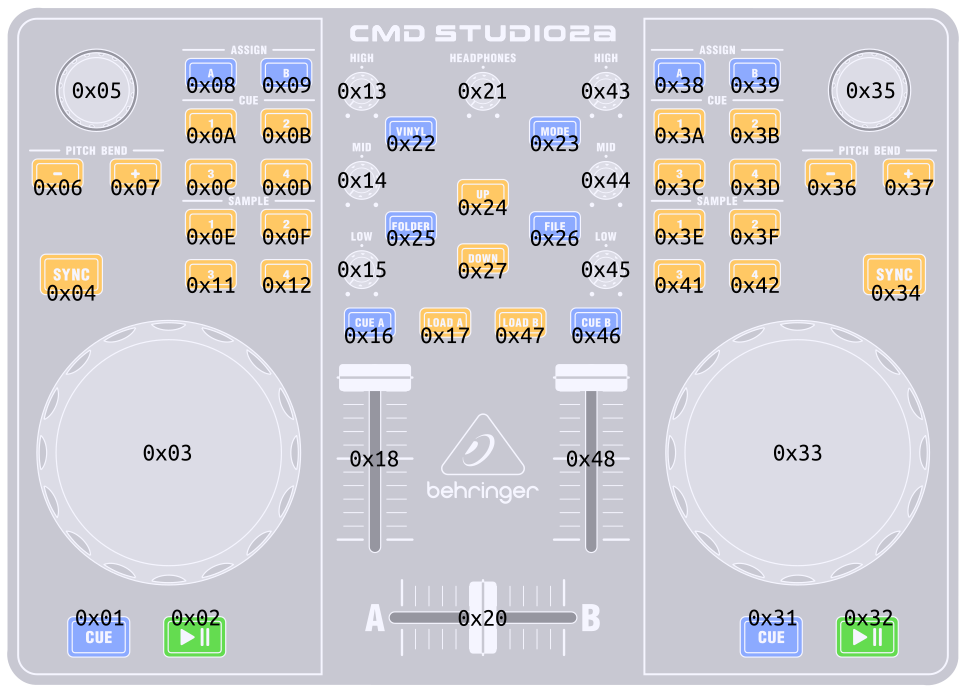 CMD STUDIO2a
ASSIGN HIGH HEADPHONES HIGH ASSIGN
0x05 A 0x08 B 0x09 0x13 0x21 0x43 A 0x38 B 0x39 0x35
CUE CUE
1 0x0A 2 0x0B VINYL 0x22 MODE 0x23 1 0x3A 2 0x3B
PITCH BEND MID MID PITCH BEND
- 0x06 + 0x07 3 0x0C 4 0x0D 0x14 UP 0x24 0x44 3 0x3C 4 0x3D - 0x36 + 0x37
SAMPLE SAMPLE
1 0x0E 2 0x0F LOW FOLDER 0x25 FILE 0x26 LOW 1 0x3E 2 0x3F
SYNC 0x04 3 0x11 4 0x12 0x15 DOWN 0x27 0x45 3 0x41 4 0x42 SYNC 0x34
CUE A 0x16 LOAD A 0x17 LOAD B 0x47 CUE B 0x46
0x03 0x18 0x48 0x33
behringer
0x01 0x02 A 0x20 B 0x31 0x32
CUE CUE